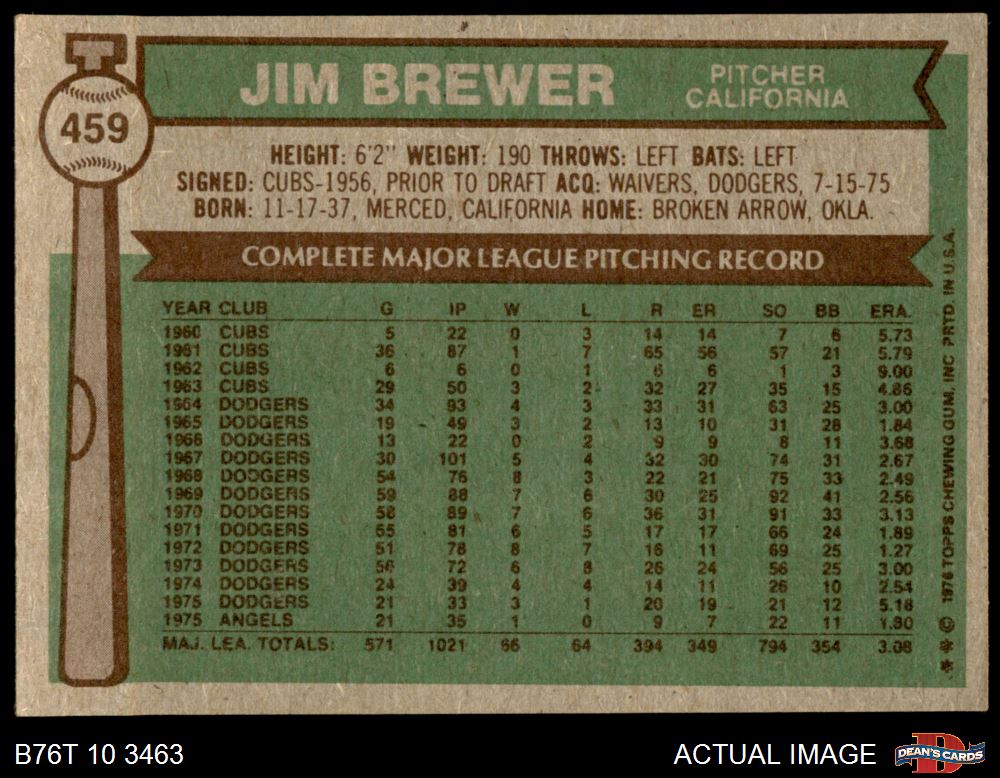 JIM BREWER
PITCHER
CALIFORNIA
459
HEIGHT: 6'2" WEIGHT: 190 THROWS: LEFT BATS: LEFT
SIGNED: CUBS-1956, PRIOR TO DRAFT ACQ: WAIVERS, DODGERS, 7-15-75
BORN: 11-17-37, MERCED, CALIFORNIA HOME: BROKEN ARROW, OKLA.
COMPLETE MAJOR LEAGUE PITCHING RECORD
YEAR CLUB G IP W L R ER SO BB ERA.
1960 CUBS 5 22 0 3 14 14 7 6 5.73
1961 CUBS 36 87 1 7 65 56 57 21 5.79
1962 CUBS 6 6 0 1 6 6 1 3 9.00
1963 CUBS 29 50 3 2 32 27 35 15 4.86
1964 DODGERS 34 93 4 3 33 31 63 25 3.00
1965 DODGERS 19 49 3 2 13 10 31 28 1.84
1966 DODGERS 13 22 0 2 9 9 8 11 3.68
1967 DODGERS 30 101 5 4 32 30 74 31 2.67
1968 DODGERS 54 76 8 3 22 21 75 33 2.49
1969 DODGERS 59 88 7 6 30 25 92 41 2.56
1970 DODGERS 58 89 7 6 36 31 91 33 3.13
1971 DODGERS 55 81 6 5 17 17 66 24 1.89
1972 DODGERS 51 78 8 7 16 11 69 25 1.27
1973 DODGERS 56 72 6 8 26 24 56 25 3.00
1974 DODGERS 24 39 4 4 14 11 26 10 2.54
1975 DODGERS 21 33 3 1 20 19 21 12 5.18
1975 ANGELS 21 35 1 0 9 7 22 11 1.80
MAJ. LEA. TOTALS: 571 1021 66 64 394 349 794 354 3.08
** © 1976 TOPPS CHEWING GUM, INC PRTD. IN U.S.A.
B76T 10 3463
ACTUAL IMAGE
DEAN'S CARDS